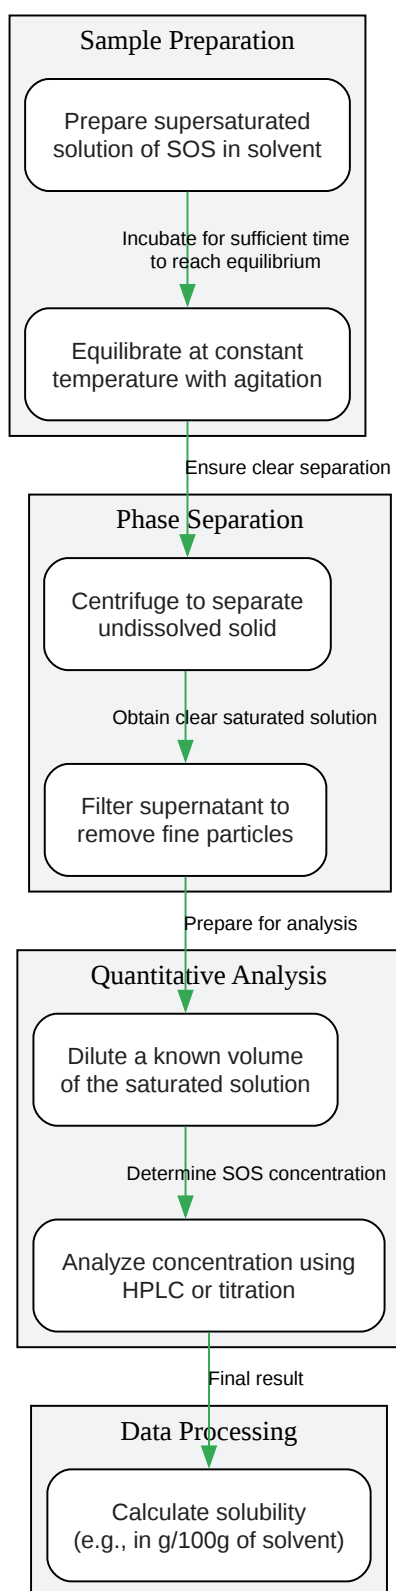 Sample Preparation
Prepare supersaturated
solution of SOS in solvent
Incubate for sufficient time
to reach equilibrium
Equilibrate at constant
temperature with agitation
Ensure clear separation
Phase Separation
Centrifuge to separate
undissolved solid
Obtain clear saturated solution
Filter supernatant to
remove fine particles
Prepare for analysis
Quantitative Analysis
Dilute a known volume
of the saturated solution
Determine SOS concentration
Analyze concentration using
HPLC or titration
Final result
Data Processing
Calculate solubility
(e.g., in g/100g of solvent)